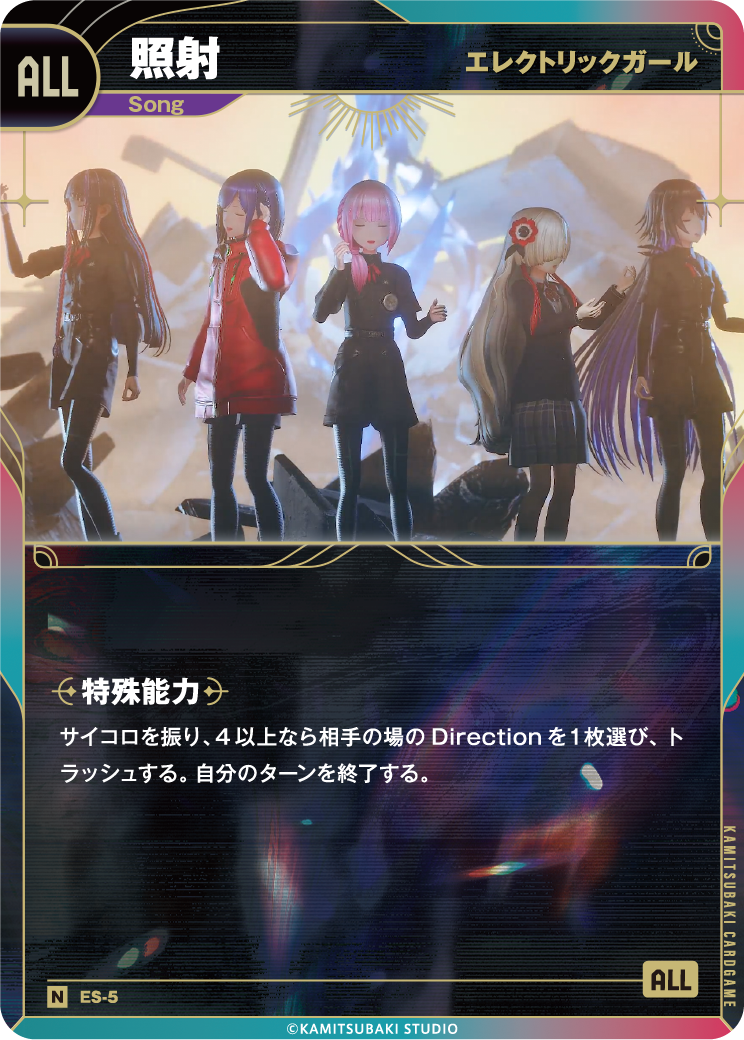 ALL
照射
エレクトリックガール
Song
特殊能力
サイコロを振り、4以上なら相手の場のDirectionを1枚選び、ト
ラッシュする。自分のターンを終了する。
KAMITSUBAKI CARDGAME
ALL
N ES-5
©KAMITSUBAKI STUDIO